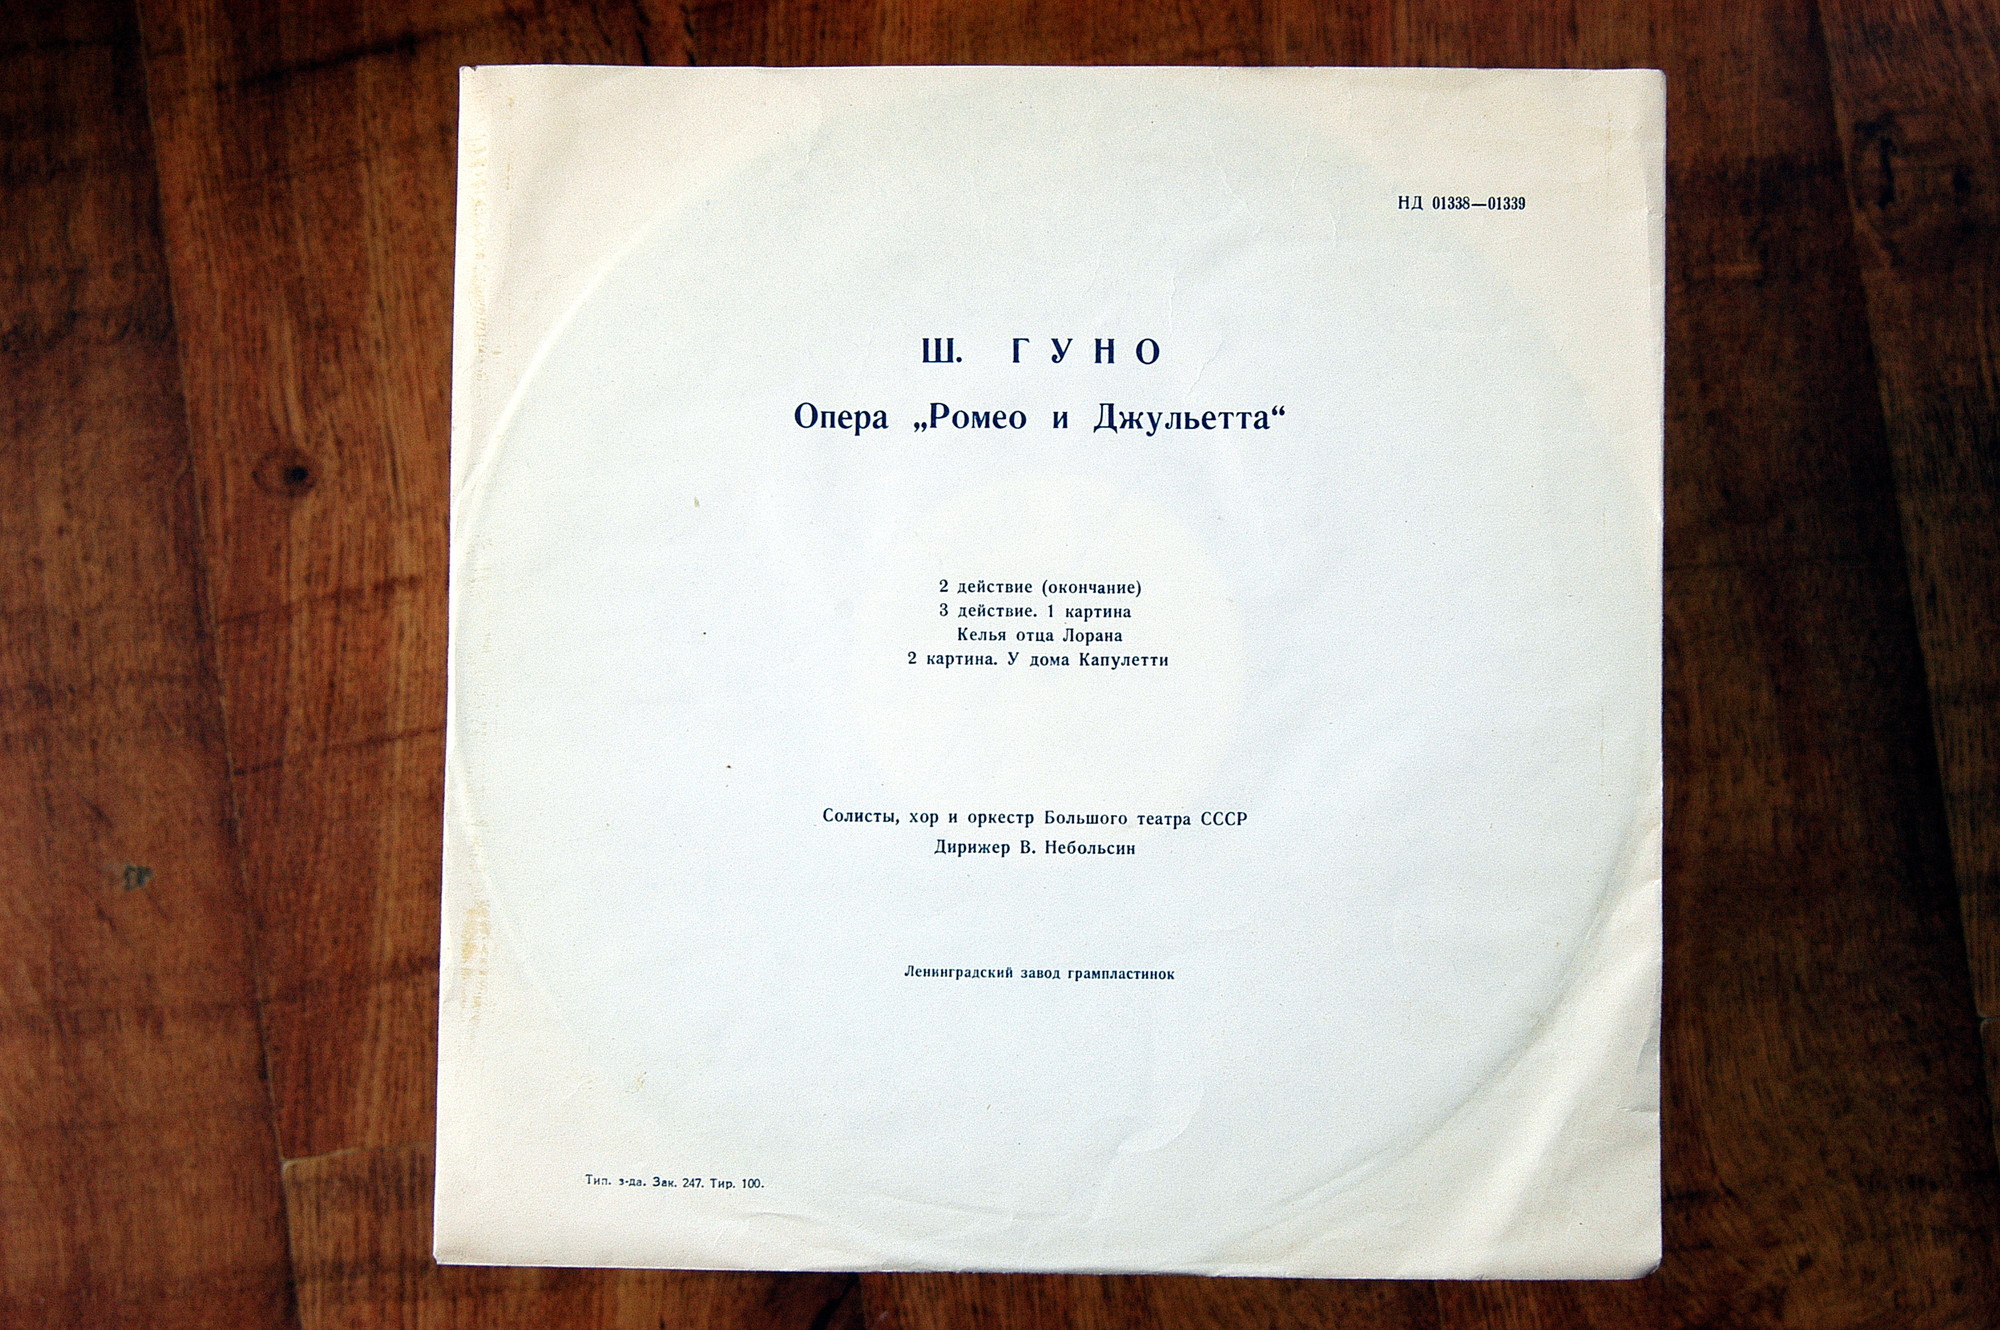 НД 01338—01339
Ш. ГУНО
Опера „Ромео и Джульетта“
2 действие (окончание)
3 действие. 1 картина
Келья отца Лорана
2 картина. У дома Капулетти
Солисты, хор и оркестр Большого театра СССР
Дирижер В. Небольсин
Ленинградский завод грампластинок
Тип. з-да. Зак. 247. Тир. 100.